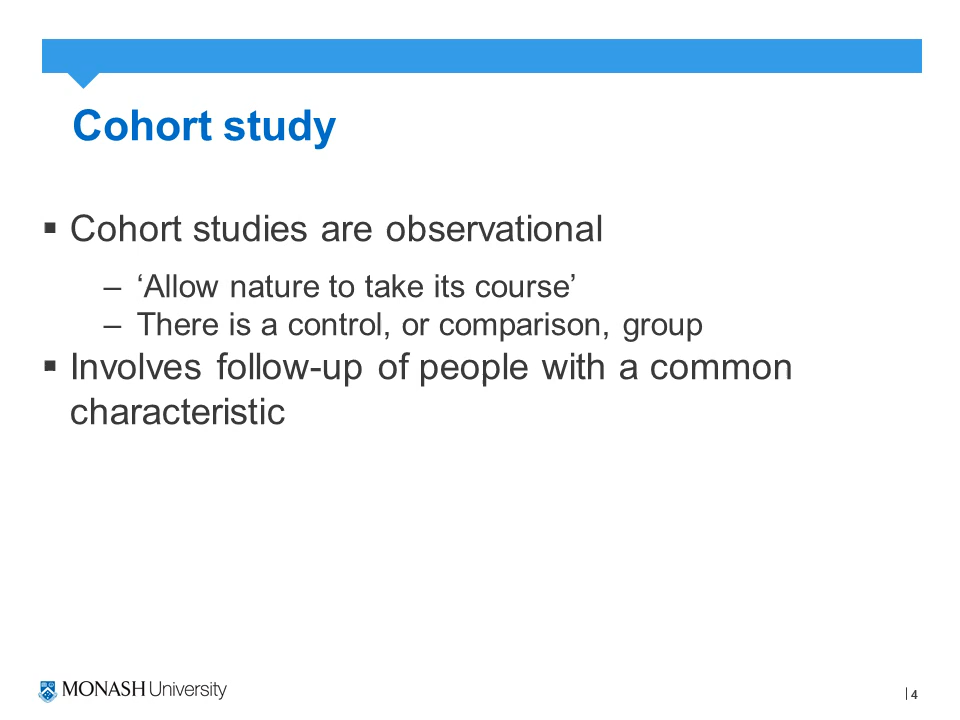 Cohort study
▪ Cohort studies are observational
– ‘Allow nature to take its course’
– There is a control, or comparison, group
▪ Involves follow-up of people with a common
characteristic
MONASH University
| 4